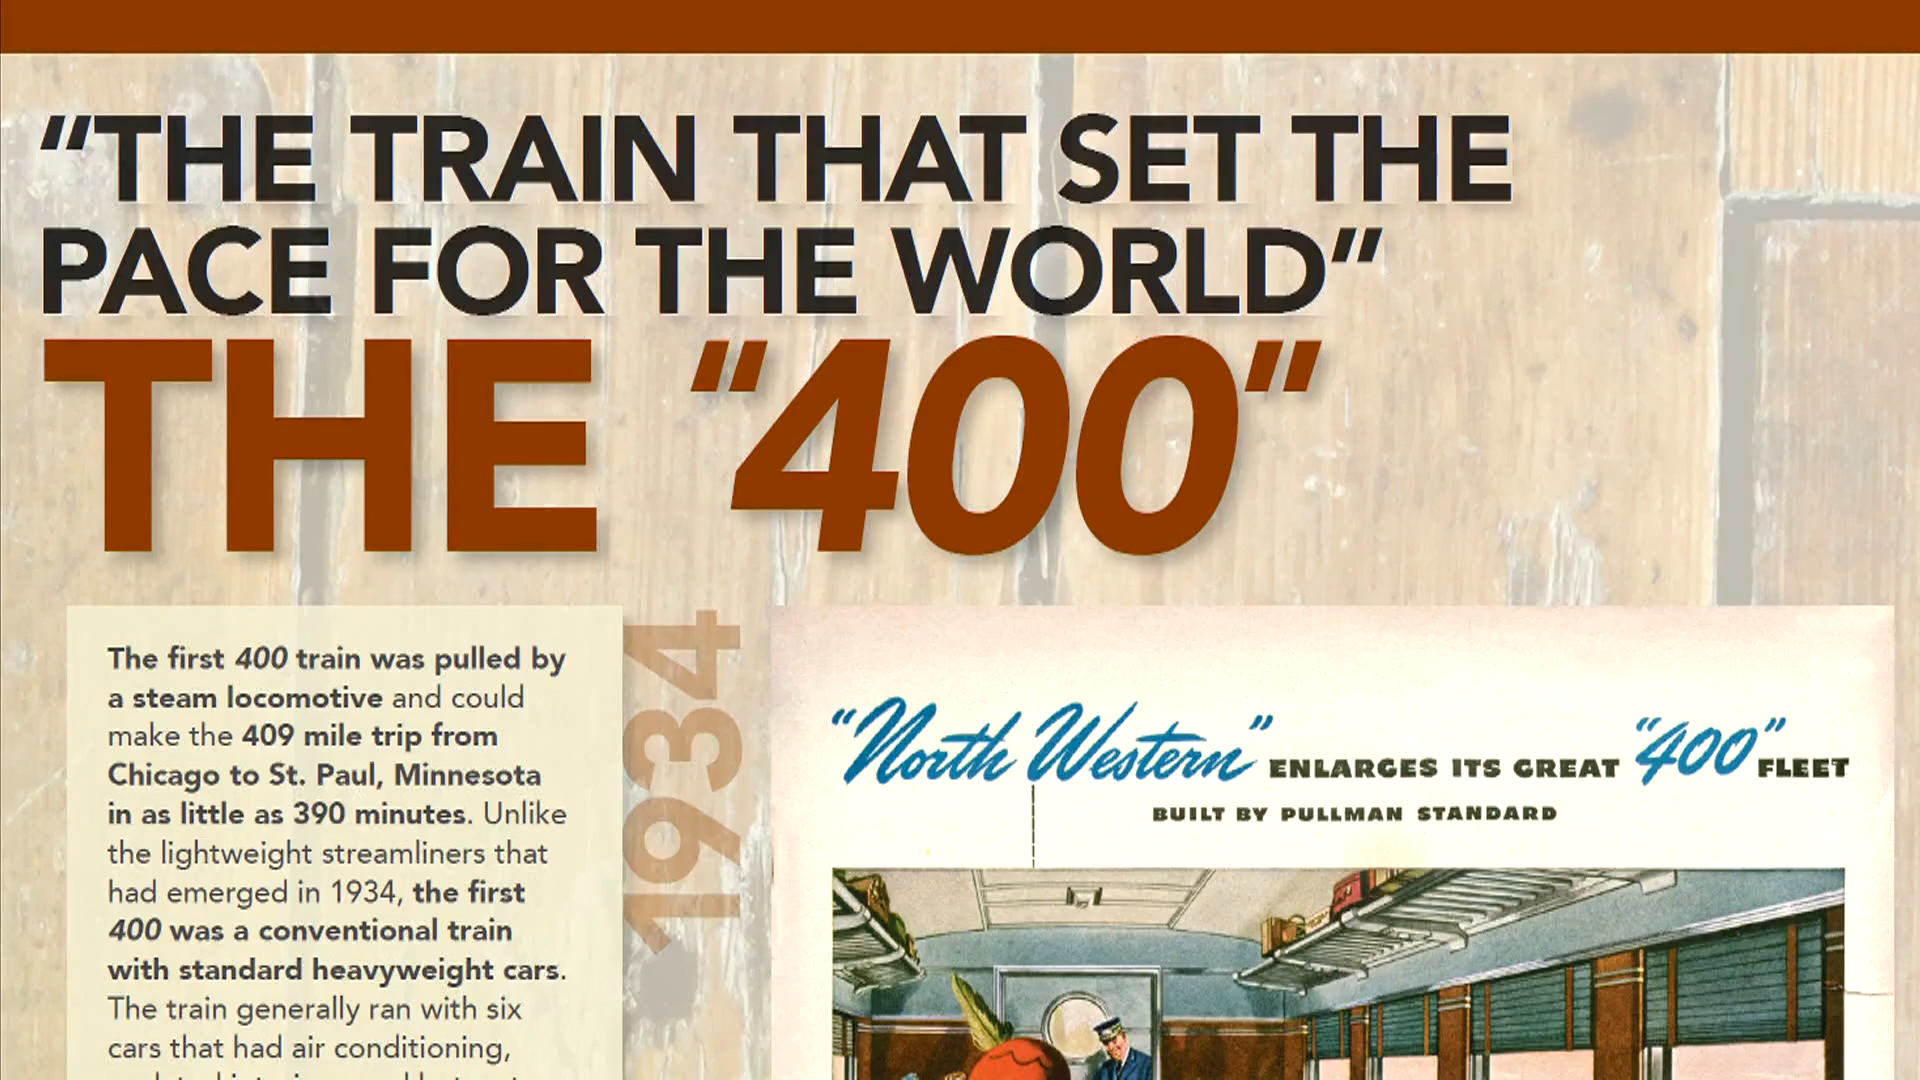 “THE TRAIN THAT SET THE
PACE FOR THE WORLD”
THE “400”
The first 400 train was pulled by
a steam locomotive and could
make the 409 mile trip from
Chicago to St. Paul, Minnesota
in as little as 390 minutes. Unlike
the lightweight streamliners that
had emerged in 1934, the first
400 was a conventional train
with standard heavyweight cars.
The train generally ran with six
cars that had air conditioning,
1934
“North Western” ENLARGES ITS GREAT “400” FLEET
BUILT BY PULLMAN STANDARD